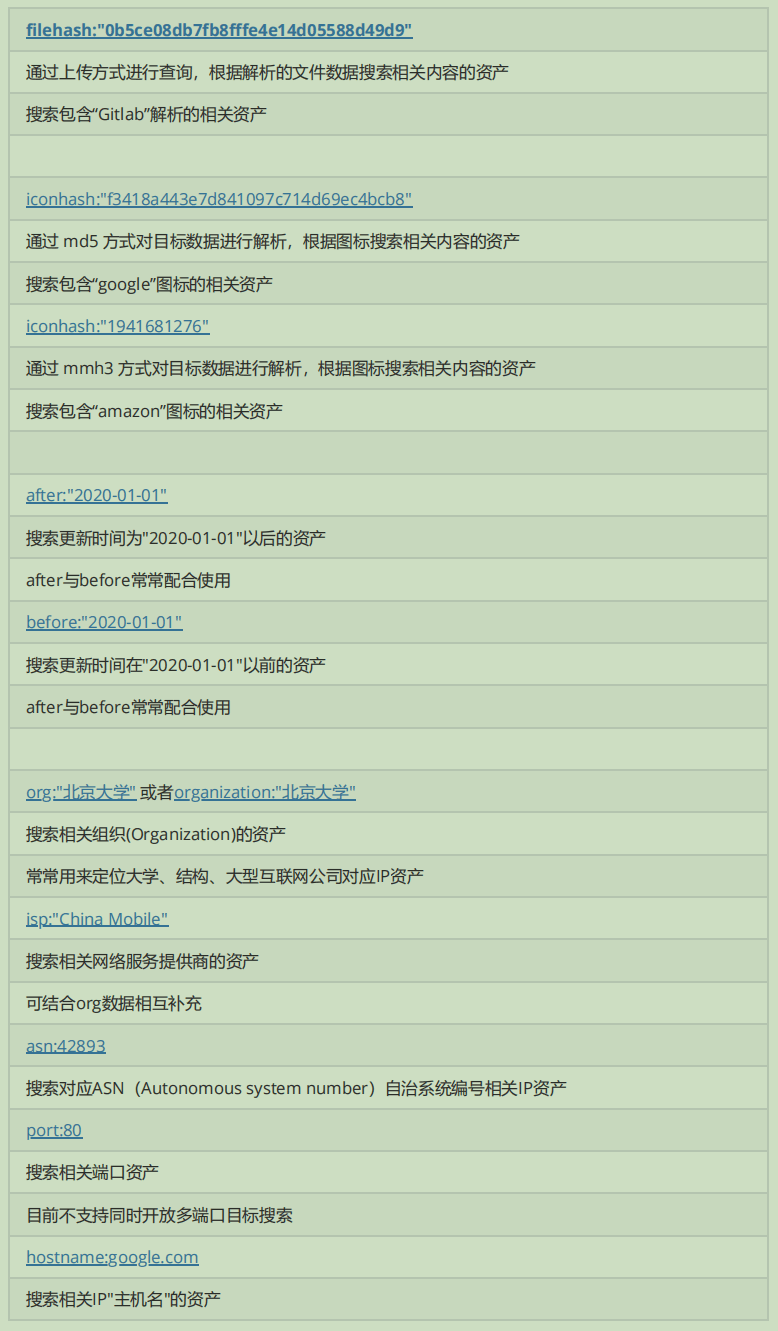 filehash:"0b5ce08db7fb8fffe4e14d05588d49d9"
通过上传方式进行查询，根据解析的文件数据搜索相关内容的资产
搜索包含“Gitlab”解析的相关资产
iconhash:"f3418a443e7d841097c714d69ec4bcb8"
通过 md5 方式对目标数据进行解析，根据图标搜索相关内容的资产
搜索包含“google”图标的相关资产
iconhash:"1941681276"
通过 mmh3 方式对目标数据进行解析，根据图标搜索相关内容的资产
搜索包含“amazon”图标的相关资产
after:"2020-01-01"
搜索更新时间为"2020-01-01"以后的资产
after与before常常配合使用
before:"2020-01-01"
搜索更新时间在"2020-01-01"以前的资产
after与before常常配合使用
org:"北京大学" 或者organization:"北京大学"
搜索相关组织(Organization)的资产
常常用来定位大学、结构、大型互联网公司对应IP资产
isp:"China Mobile"
搜索相关网络服务提供商的资产
可结合org数据相互补充
asn:42893
搜索对应ASN（Autonomous system number）自治系统编号相关IP资产
port:80
搜索相关端口资产
目前不支持同时开放多端口目标搜索
hostname:google.com
搜索相关IP"主机名"的资产